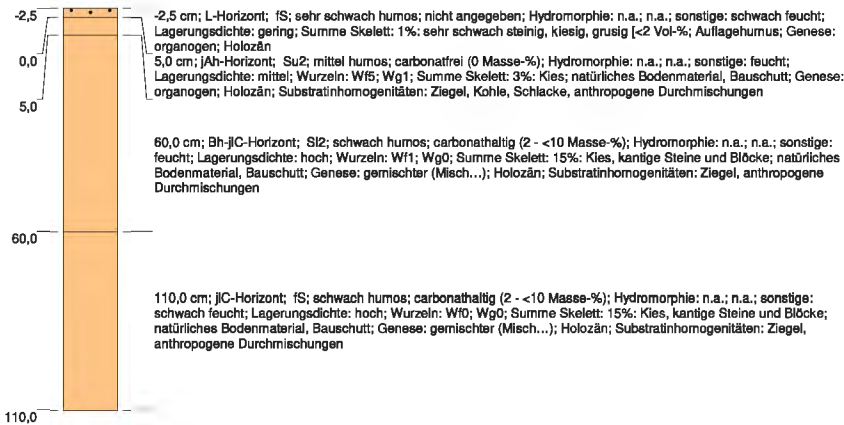 -2,5
-2,5 cm; L-Horizont; fS; sehr schwach humos; nicht angegeben; Hydromorphie: n.a.; n.a.; sonstige: schwach feucht;
Lagerungsdichte: gering; Summe Skelett: 1%: sehr schwach steinig, kiesig, grusig [<2 Vol-%; Auflagehumus; Genese:
organogen; Holozän
0,0
5,0 cm; jAh-Horizont; Su2; mittel humos; carbonatfrei (0 Masse-%); Hydromorphie: n.a.; n.a.; sonstige: feucht;
Lagerungsdichte: mittel; Wurzeln: Wf5; Wg1; Summe Skelett: 3%: Kies; natürliches Bodenmaterial, Bauschutt; Genese:
organogen; Holozän; Substratinhomogenitäten: Ziegel, Kohle, Schlacke, anthropogene Durchmischungen
5,0
60,0 cm; Bh-jlC-Horizont; Sl2; schwach humos; carbonathaltig (2 - <10 Masse-%); Hydromorphie: n.a.; n.a.; sonstige:
feucht; Lagerungsdichte: hoch; Wurzeln: Wf1; Wg0; Summe Skelett: 15%: Kies, kantige Steine und Blöcke; natürliches
Bodenmaterial, Bauschutt; Genese: gemischter (Misch...); Holozän; Substratinhomogenitäten: Ziegel, anthropogene
Durchmischungen
60,0
110,0 cm; jlC-Horizont; fS; schwach humos; carbonathaltig (2 - <10 Masse-%); Hydromorphie: n.a.; n.a.; sonstige:
schwach feucht; Lagerungsdichte: hoch; Wurzeln: Wf0; Wg0; Summe Skelett: 15%: Kies, kantige Steine und Blöcke;
natürliches Bodenmaterial, Bauschutt; Genese: gemischter (Misch...); Holozän; Substratinhomogenitäten: Ziegel,
anthropogene Durchmischungen
110,0